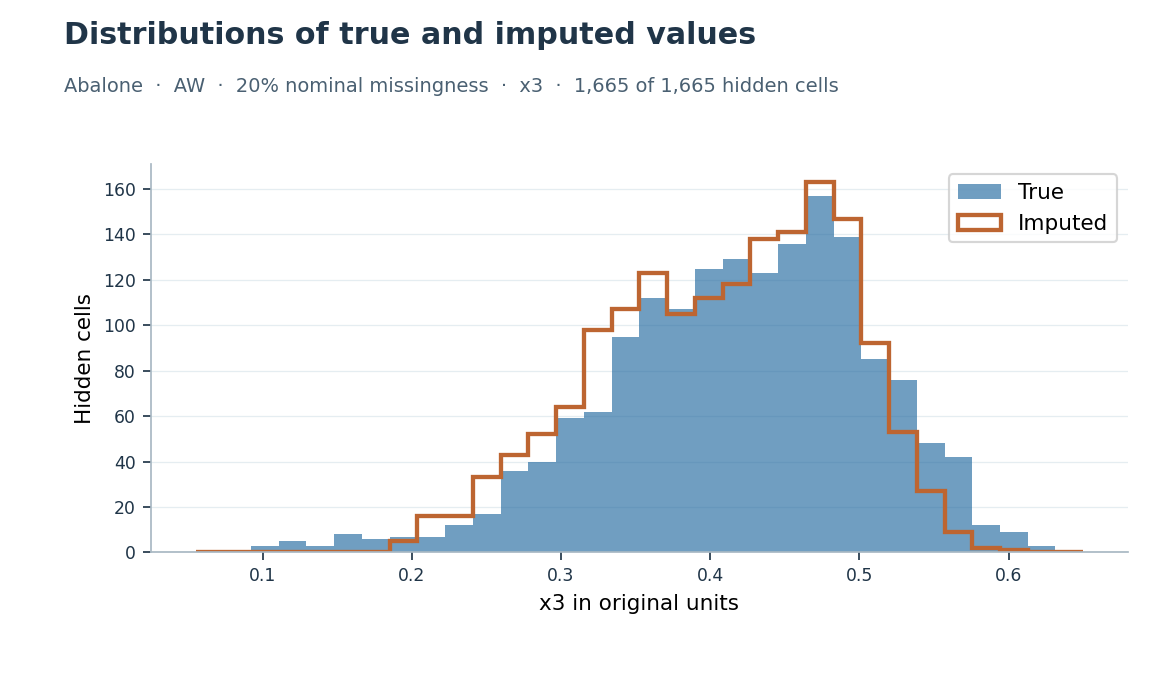 Distributions of true and imputed values
Abalone · AW · 20% nominal missingness · x3 · 1,665 of 1,665 hidden cells
True
Imputed
Hidden cells
160
140
120
100
80
60
40
20
0
0.1 0.2 0.3 0.4 0.5 0.6
x3 in original units